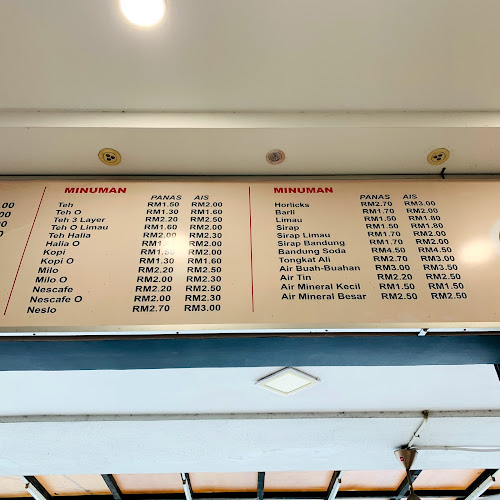 MINUMAN
PANAS AIS
Teh RM1.50 RM2.00
Teh O RM1.30 RM1.60
Teh 3 Layer RM2.20 RM2.50
Teh O Limau RM1.60 RM2.00
Teh Halia RM2.00 RM2.30
Halia O RM2.00
Kopi RM2.00
Kopi O RM1.30 RM1.60
Milo RM2.20 RM2.50
Milo O RM2.00 RM2.30
Nescafe RM2.20 RM2.50
Nescafe O RM2.00 RM2.30
Neslo RM2.70 RM3.00
MINUMAN
PANAS AIS
Horlicks RM2.70 RM3.00
Barli RM1.70 RM2.00
Limau RM1.50 RM1.80
Sirap RM1.50 RM1.80
Sirap Limau RM1.70 RM2.00
Sirap Bandung RM1.70 RM2.00
Bandung Soda RM4.50 RM4.50
Tongkat Ali RM2.70 RM3.00
Air Buah-Buahan RM3.00 RM3.50
Air Tin RM2.20 RM2.50
Air Mineral Kecil RM1.50 RM1.50
Air Mineral Besar RM2.50 RM2.50